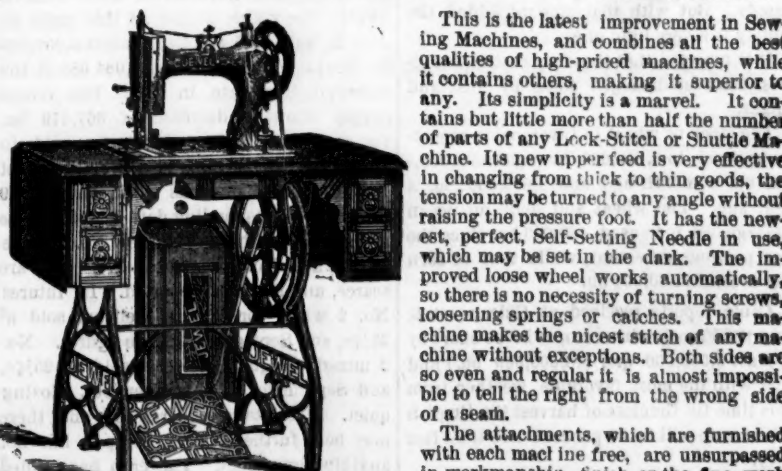 JEWEL
JEWEL
JEWEL
JEWEL
JEWEL
This is the latest improvement in Sew
ing Machines, and combines all the best
qualities of high-priced machines, while
it contains others, making it superior to
any. Its simplicity is a marvel. It con
tains but little more than half the number
of parts of any Lock-Stitch or Shuttle Ma
chine. Its new upper feed is very effective
in changing from thick to thin goods, the
tension may be turned to any angle without
raising the pressure foot. It has the new
est, perfect, Self-Setting Needle in use,
which may be set in the dark. The im-
proved loose wheel works automatically,
so there is no necessity of turning screws,
loosening springs or catches. This ma-
chine makes the nicest stitch of any ma-
chine without exceptions. Both sides are
so even and regular it is almost impossi-
ble to tell the right from the wrong side
of a seam.
The attachments, which are furnished
with each machine free, are unsurpassed
in workmanship, finish